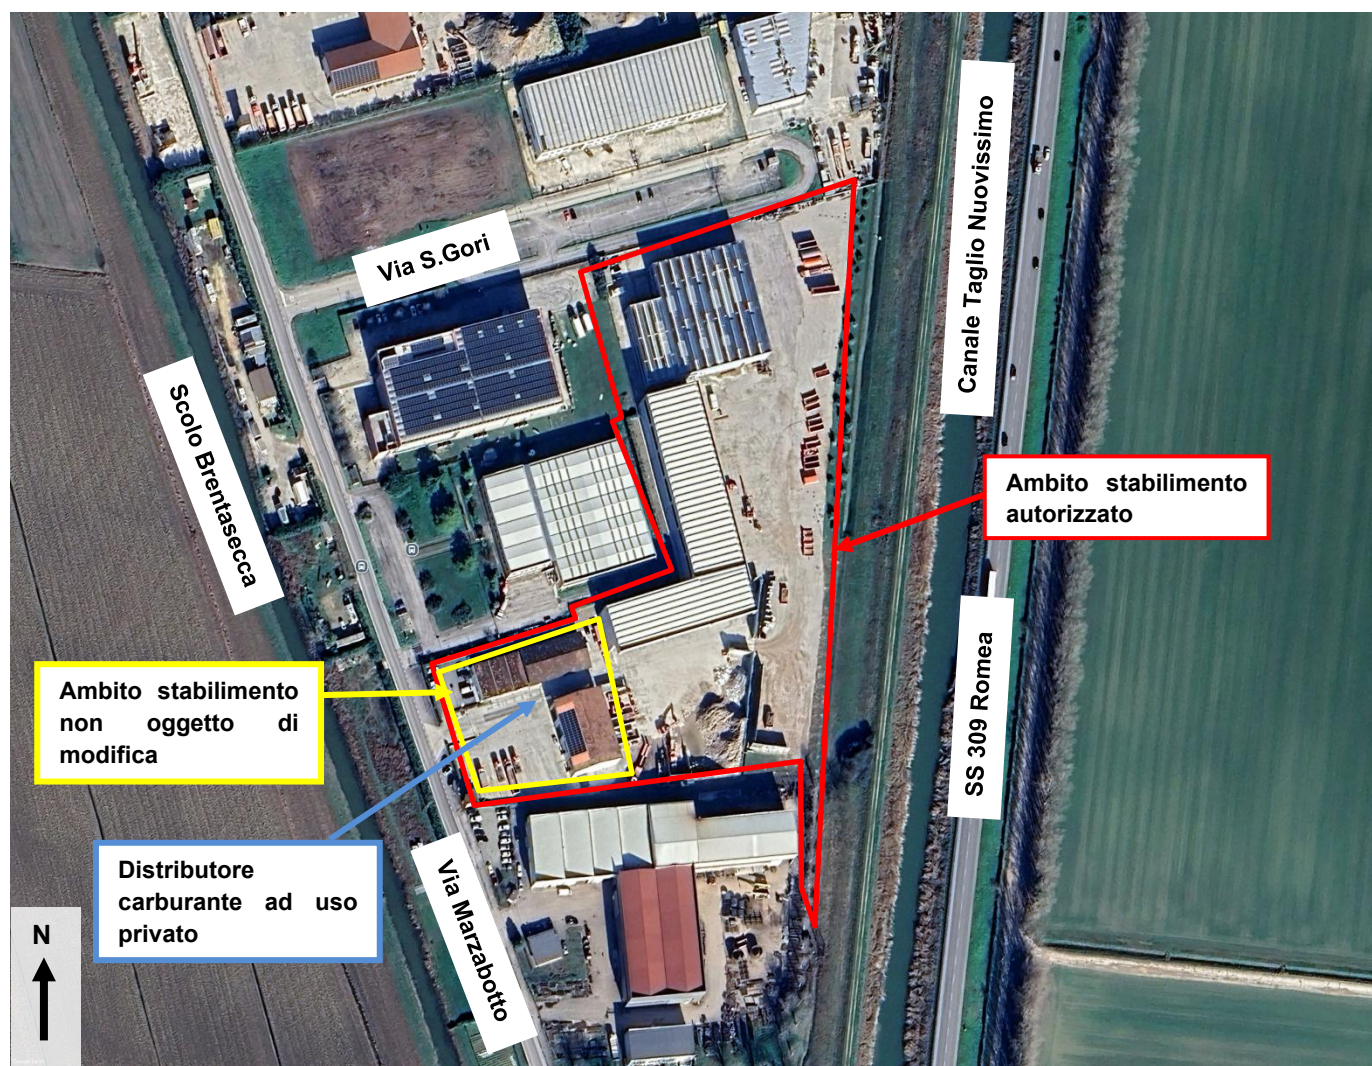 Canale Taglio Nuovissimo
Via S.Gori
Scolo Brentasecca
Ambito stabilimento
autorizzato
SS 309 Romea
Ambito stabilimento
non oggetto di
modifica
Distributore
carburante ad uso
privato
Via Marzabotto
N